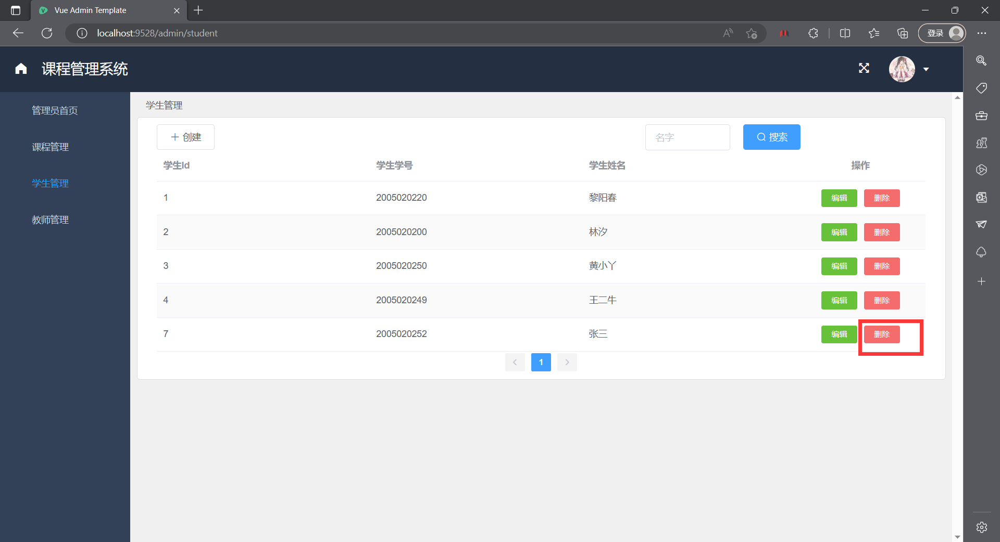 Vue Admin Template
localhost:9528/admin/student
登录
课程管理系统
管理员首页
课程管理
学生管理
教师管理
学生管理
创建
名字
搜索
学生Id 学生学号 学生姓名 操作
1 2005020220 黎阳春 编辑 删除
2 2005020200 林汐 编辑 删除
3 2005020250 黄小丫 编辑 删除
4 2005020249 王二牛 编辑 删除
7 2005020252 张三 编辑 删除
1